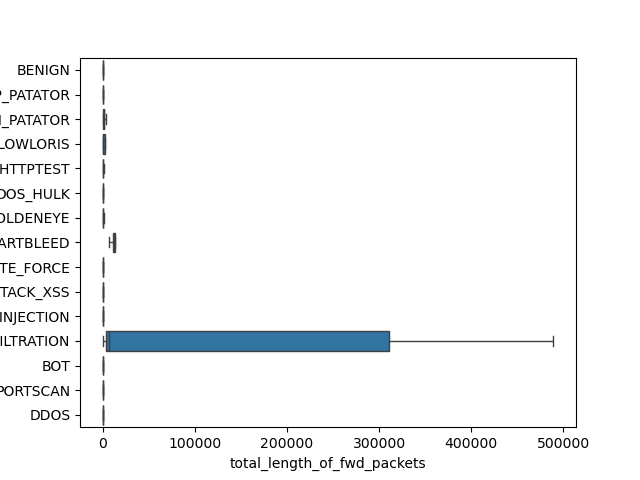 BENIGN
P_PATATOR
I_PATATOR
LOWLORIS
HTTPTEST
DOS_HULK
OLDENEYE
ARTBLEED
TE_FORCE
TACK_XSS
INJECTION
ILTRATION
BOT
PORTSCAN
DDOS
0 100000 200000 300000 400000 500000
total_length_of_fwd_packets